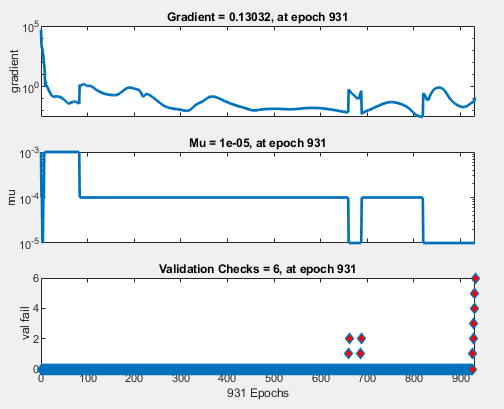 Gradient = 0.13032, at epoch 931
10^5
10^0
gradient
Mu = 1e-05, at epoch 931
10^-3
10^-4
10^-5
mu
Validation Checks = 6, at epoch 931
6
4
2
0
val fail
0 100 200 300 400 500 600 700 800 900
931 Epochs